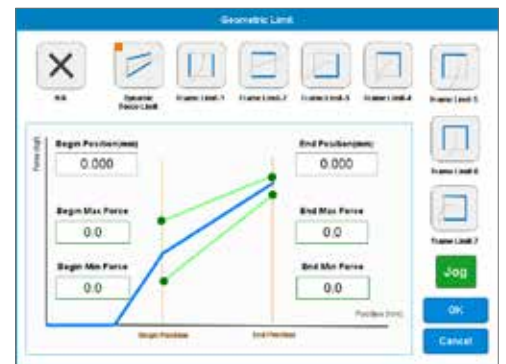 Geometric Limit
N/A
Dynamic
Force Limit
Frame Limit-1
Frame Limit-2
Frame Limit-3
Frame Limit-4
Frame Limit-5
Frame Limit-6
Frame Limit-7
Begin Position(mm)
0.000
Begin Max Force
0.0
Begin Min Force
0.0
End Position(mm)
0.000
End Max Force
0.0
End Min Force
0.0
Position (mm)
Begin Position
End Position
Jog
OK
Cancel